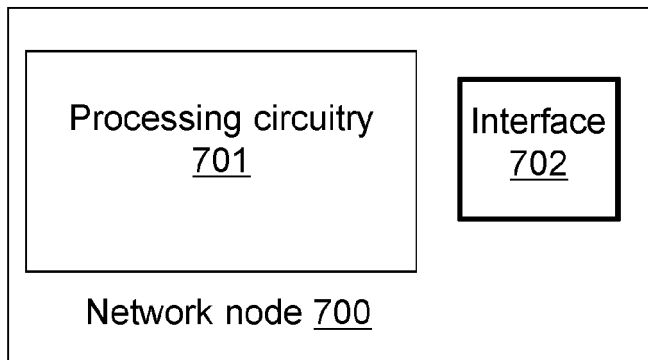 Processing circuitry
701
Interface
702
Network node 700